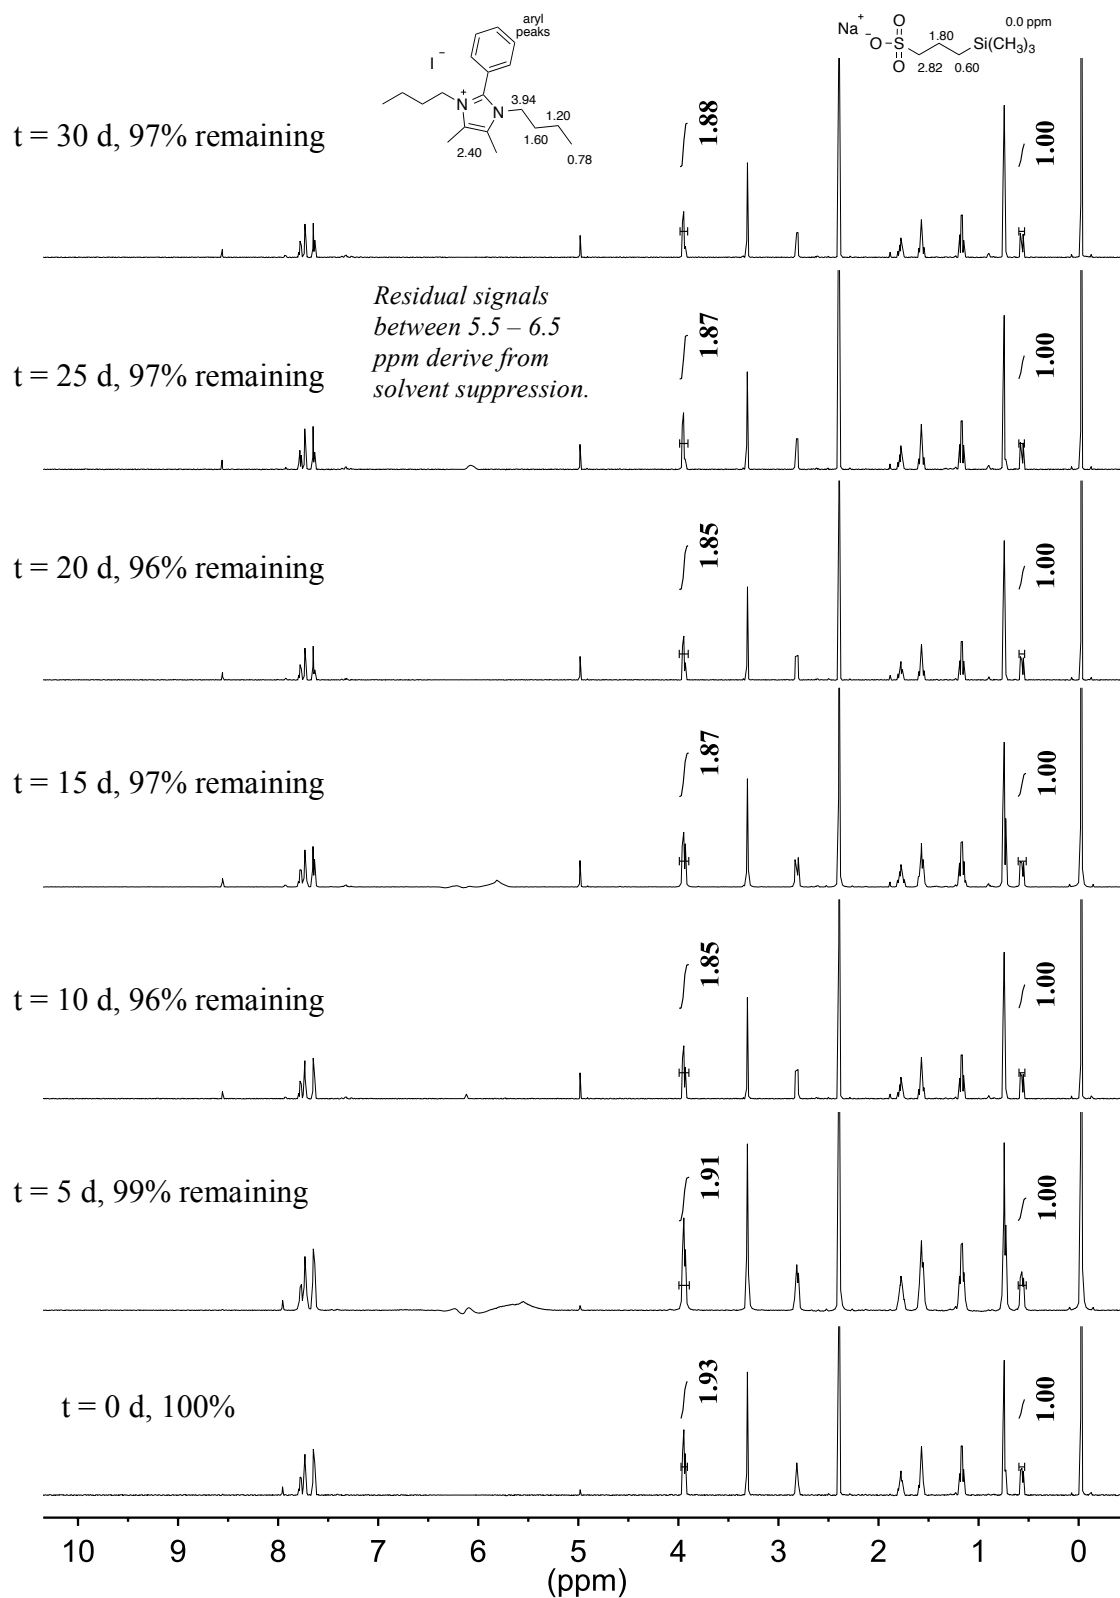 aryl
peaks
I −
N +
N
3.94
1.20
1.60
0.78
2.40
Na +
− O
O
S
O
1.80
2.82
0.60
Si(CH3)3
0.0 ppm
t = 30 d, 97% remaining
1.88
1.00
Residual signals
between 5.5 – 6.5
ppm derive from
solvent suppression.
t = 25 d, 97% remaining
1.87
1.00
t = 20 d, 96% remaining
1.85
1.00
t = 15 d, 97% remaining
1.87
1.00
t = 10 d, 96% remaining
1.85
1.00
t = 5 d, 99% remaining
1.91
1.00
t = 0 d, 100%
1.93
1.00
10 9 8 7 6 5 4 3 2 1 0
(ppm)